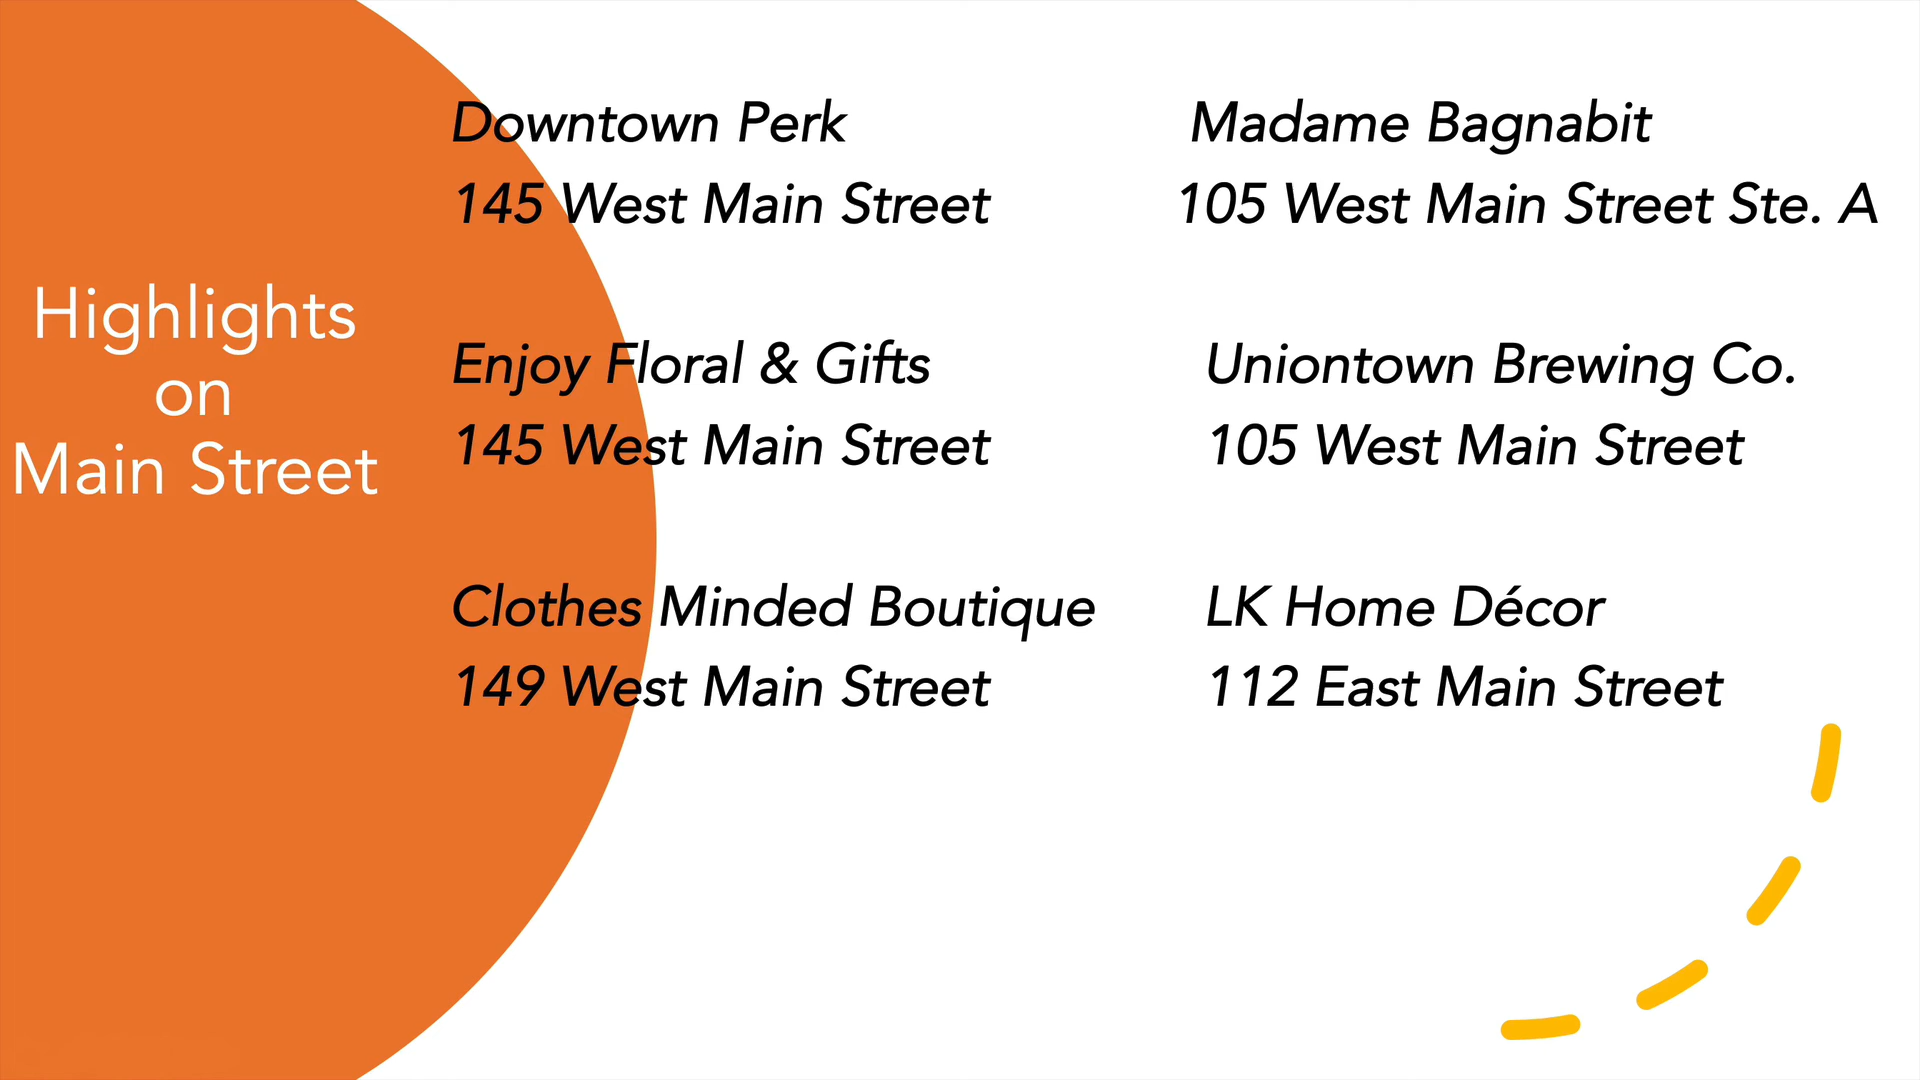 Highlights
on
Main Street
Downtown Perk
145 West Main Street
Enjoy Floral & Gifts
145 West Main Street
Clothes Minded Boutique
149 West Main Street
Madame Bagnabit
105 West Main Street Ste. A
Uniontown Brewing Co.
105 West Main Street
LK Home Décor
112 East Main Street